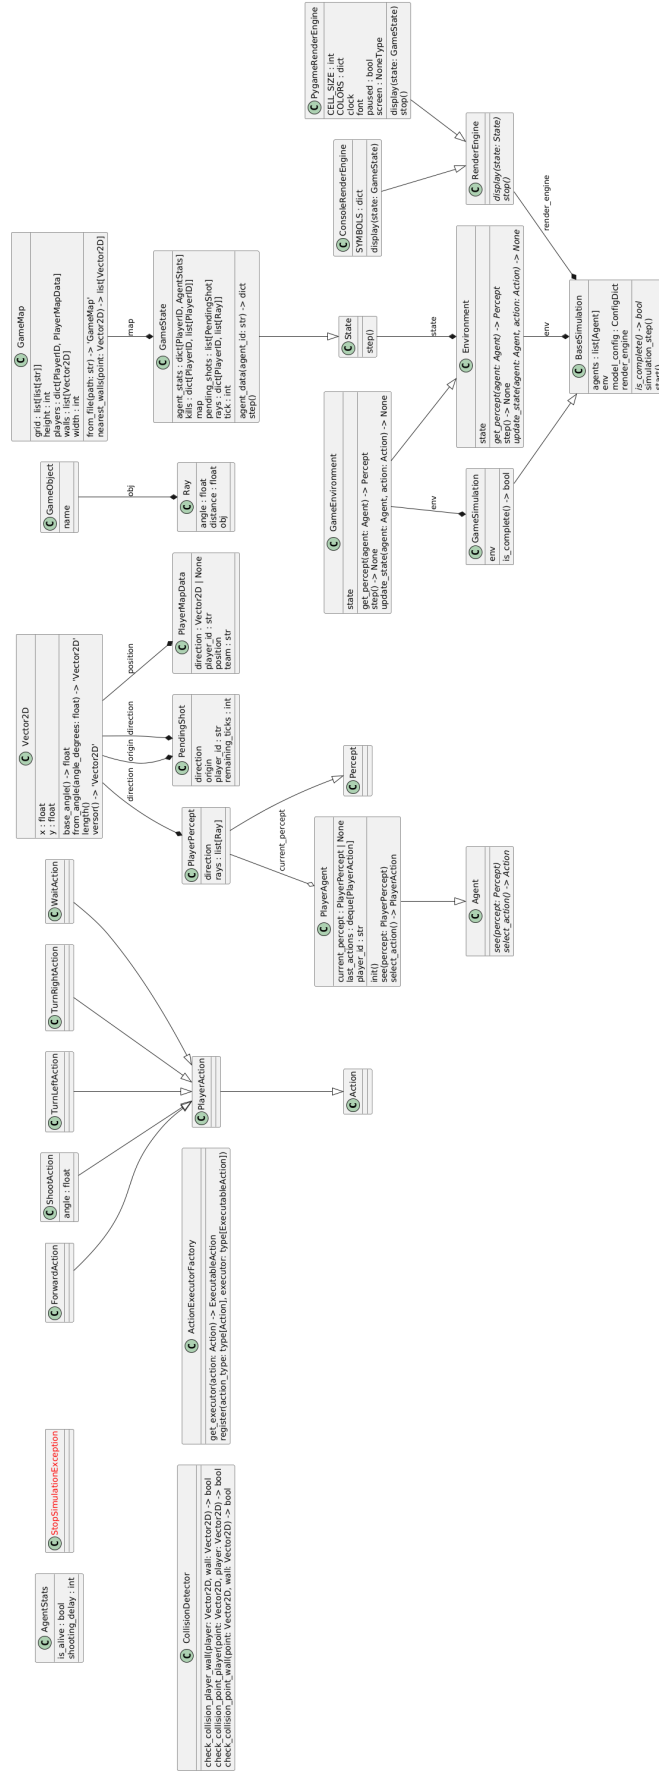 C AgentStats
is_alive : bool
shooting_delay : int
C StopSimulationException
C ForwardAction
C ShootAction
angle : float
C TurnLeftAction
C TurnRightAction
C WaitAction
C Vector2D
x : float
y : float
base_angle() -> float
from_angle(angle_degrees: float) -> 'Vector2D'
length()
versor() -> 'Vector2D'
C GameObject
name
C GameMap
grid : list[list[str]]
height : int
players : dict[PlayerID, PlayerMapData]
walls : list[Vector2D]
width : int
from_file(path: str) -> 'GameMap'
nearest_walls(point: Vector2D) -> list[Vector2D]
direction
origin
direction
position
obj
map
C CollisionDetector
check_collision_player_wall(player: Vector2D, wall: Vector2D) -> bool
check_collision_point_player(point: Vector2D, player: Vector2D) -> bool
check_collision_point_wall(point: Vector2D, wall: Vector2D) -> bool
C ActionExecutorFactory
get_executor(action: Action) -> ExecutableAction
register(action_type: type[Action], executor: type[ExecutableAction])
C PlayerAction
C PlayerPercept
direction
rays : list[Ray]
C PendingShot
direction
origin
player_id : str
remaining_ticks : int
C PlayerMapData
direction : Vector2D | None
player_id : str
position
team : str
C Ray
angle : float
distance : float
obj
C GameState
agent_stats : dict[PlayerID, AgentStats]
kills : dict[PlayerID, list[PlayerID]]
map
pending_shots : list[PendingShot]
rays : dict[PlayerID, list[Ray]]
tick : int
agent_data(agent_id: str) -> dict
step()
current_percept
C Action
C PlayerAgent
current_percept : PlayerPercept | None
last_actions : deque[PlayerAction]
player_id : str
init()
see(percept: PlayerPercept)
select_action() -> PlayerAction
C Percept
C GameEnvironment
state
get_percept(agent: Agent) -> Percept
step() -> None
update_state(agent: Agent, action: Action) -> None
C State
step()
C ConsoleRenderEngine
SYMBOLS : dict
display(state: GameState)
C PygameRenderEngine
CELL_SIZE : int
COLORS : dict
clock
font
paused : bool
screen : NoneType
display(state: GameState)
stop()
env
state
C Agent
see(percept: Percept)
select_action() -> Action
C GameSimulation
env
is_complete() -> bool
C Environment
state
get_percept(agent: Agent) -> Percept
step() -> None
update_state(agent: Agent, action: Action) -> None
C RenderEngine
display(state: State)
stop()
env
render_engine
C BaseSimulation
agents : list[Agent]
env
model_config : ConfigDict
render_engine
is_complete() -> bool
simulation_step()